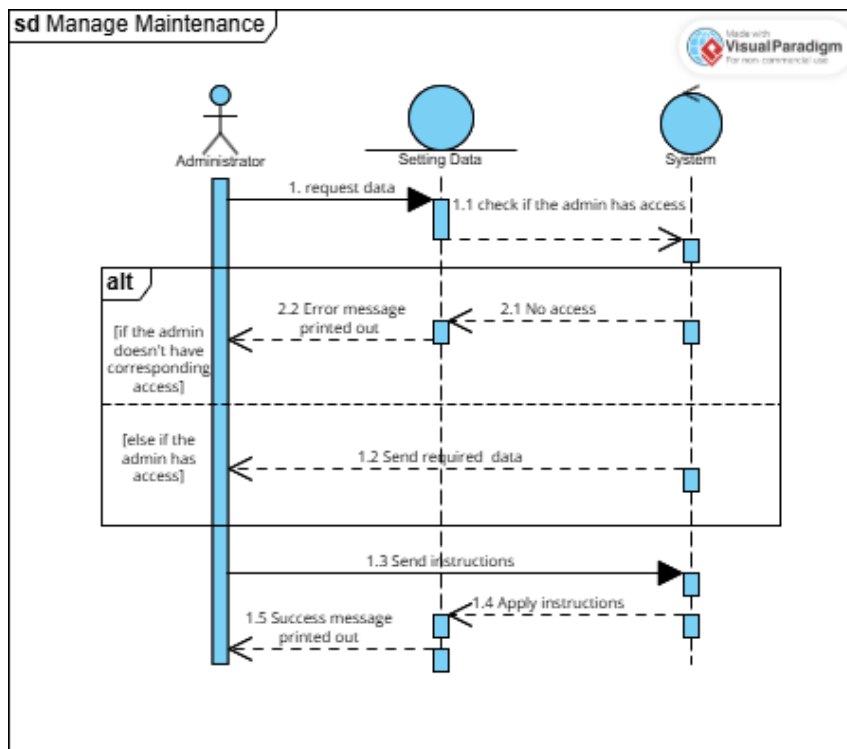 sd Manage Maintenance
Made with
VisualParadigm
For non-commercial use
Administrator
Setting Data
System
1. request data
1.1 check if the admin has access
alt
2.2 Error message
printed out
2.1 No access
[if the admin
doesn't have
corresponding
access]
[else if the
admin has
access]
1.2 Send required data
1.3 Send instructions
1.4 Apply instructions
1.5 Success message
printed out